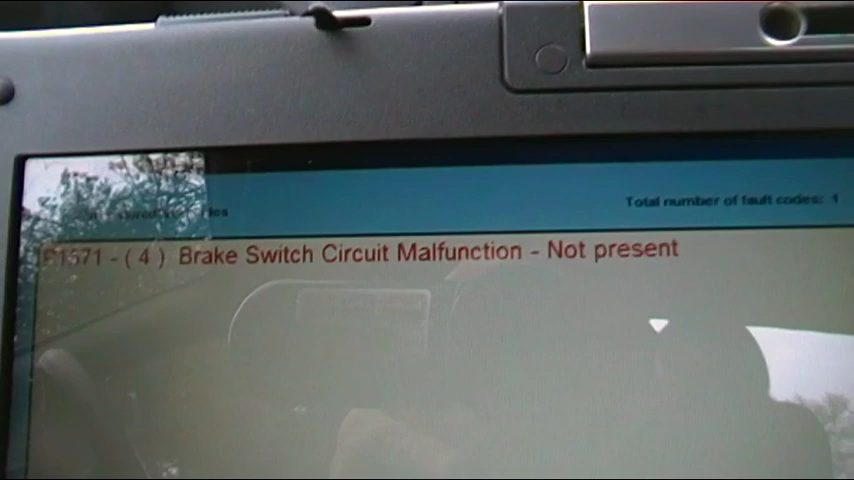 Total number of fault codes: 1
P1571 - ( 4 ) Brake Switch Circuit Malfunction - Not present